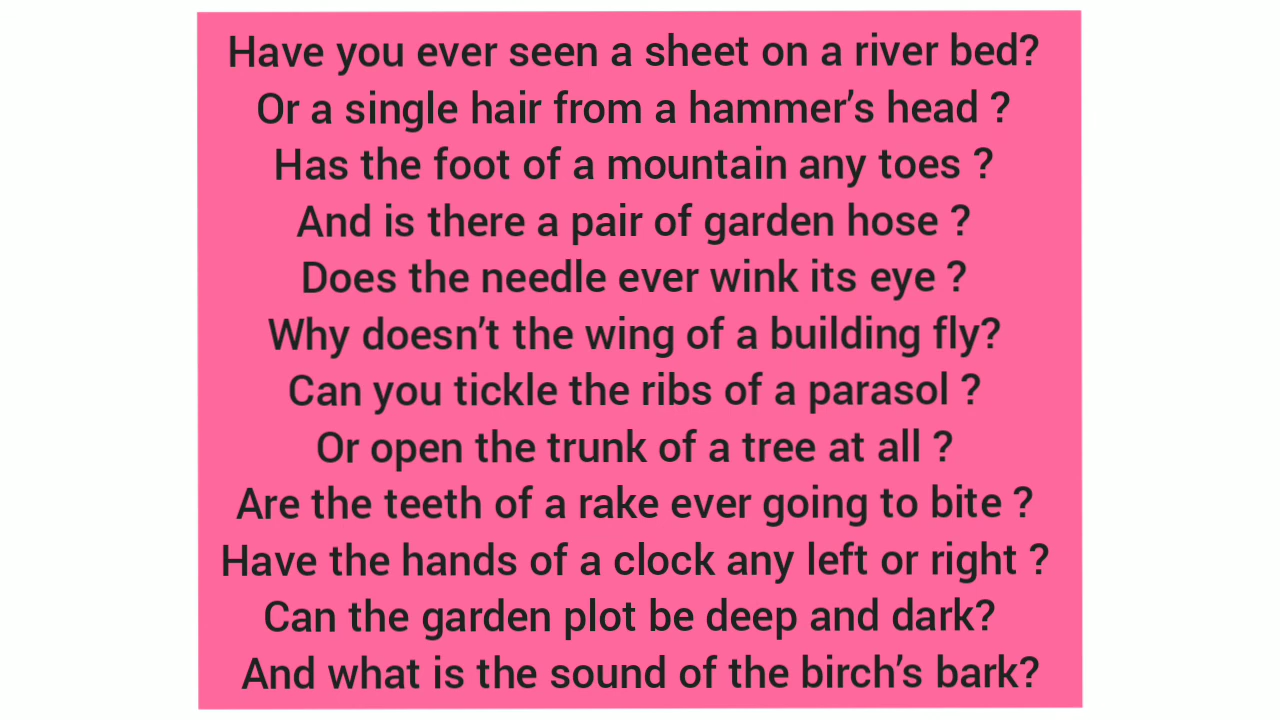 Have you ever seen a sheet on a river bed?
Or a single hair from a hammer's head ?
Has the foot of a mountain any toes ?
And is there a pair of garden hose ?
Does the needle ever wink its eye ?
Why doesn't the wing of a building fly?
Can you tickle the ribs of a parasol ?
Or open the trunk of a tree at all ?
Are the teeth of a rake ever going to bite ?
Have the hands of a clock any left or right ?
Can the garden plot be deep and dark?
And what is the sound of the birch's bark?